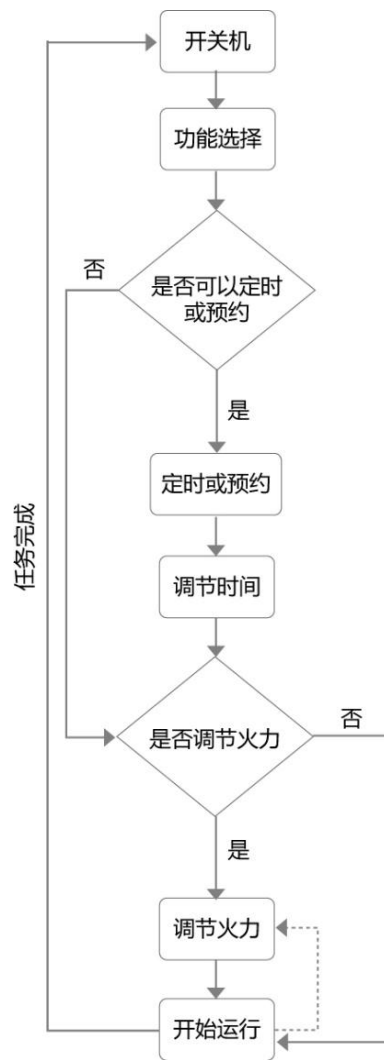 开关机
功能选择
否
是否可以定时
或预约
是
定时或预约
任务完成
调节时间
否
是否调节火力
是
调节火力
开始运行